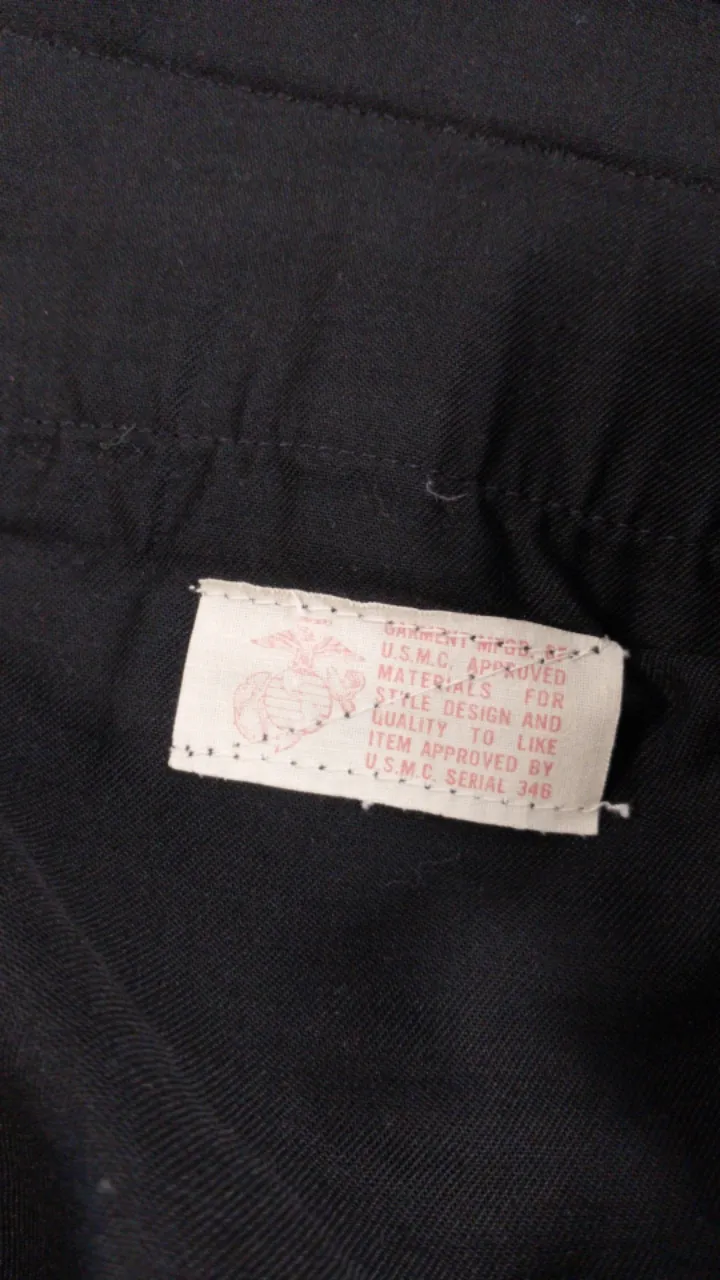 GARMENT MFGD. OF
U.S.M.C. APPROVED
MATERIALS FOR
STYLE DESIGN AND
QUALITY TO LIKE
ITEM APPROVED BY
U.S.M.C. SERIAL 346